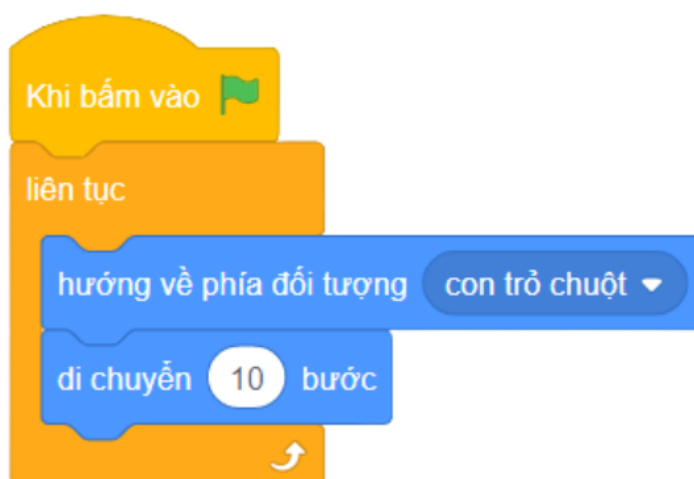 Khi bấm vào
liên tục
hướng về phía đối tượng con trỏ chuột
di chuyển 10 bước